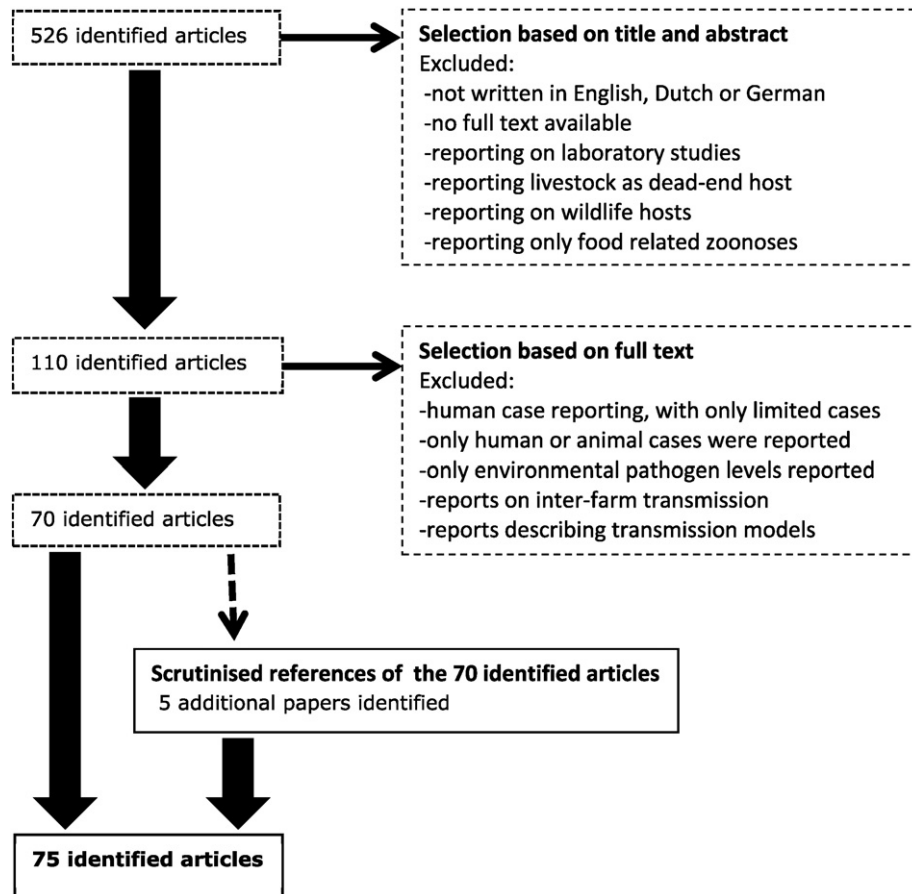 526 identified articles
Selection based on title and abstract
Excluded:
-not written in English, Dutch or German
-no full text available
-reporting on laboratory studies
-reporting livestock as dead-end host
-reporting on wildlife hosts
-reporting only food related zoonoses
110 identified articles
Selection based on full text
Excluded:
-human case reporting, with only limited cases
-only human or animal cases were reported
-only environmental pathogen levels reported
-reports on inter-farm transmission
-reports describing transmission models
70 identified articles
Scrutinised references of the 70 identified articles
5 additional papers identified
75 identified articles